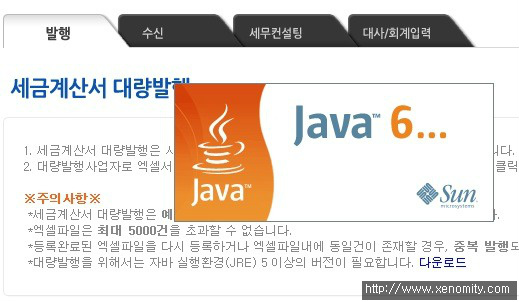 발행 수신 세무컨설팅 대사/회계입력
세금계산서 대량발행
Java™ 6...
Java™
Sun
microsystems
1. 세금계산서 대량발행은 니다.
2. 대량발행사업자로 엑셀서 클릭
※주의사항※
*세금계산서 대량발행은 예 .
*엑셀파일은 최대 5000건을 초과할 수 없습니다.
*등록완료된 엑셀파일을 다시 등록하거나 엑셀파일내에 동일건이 존재할 경우, 중복 발행되
*대량발행을 위해서는 자바 실행환경(JRE) 5 이상의 버전이 필요합니다. 다운로드
http://www.xenomity.com